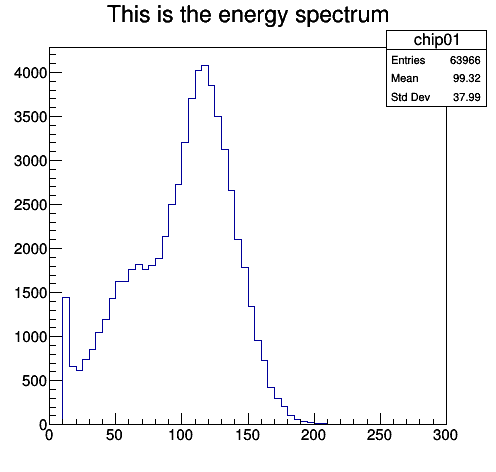 This is the energy spectrum
chip01
Entries 63966
Mean 99.32
Std Dev 37.99
4000
3500
3000
2500
2000
1500
1000
500
0
0 50 100 150 200 250 300